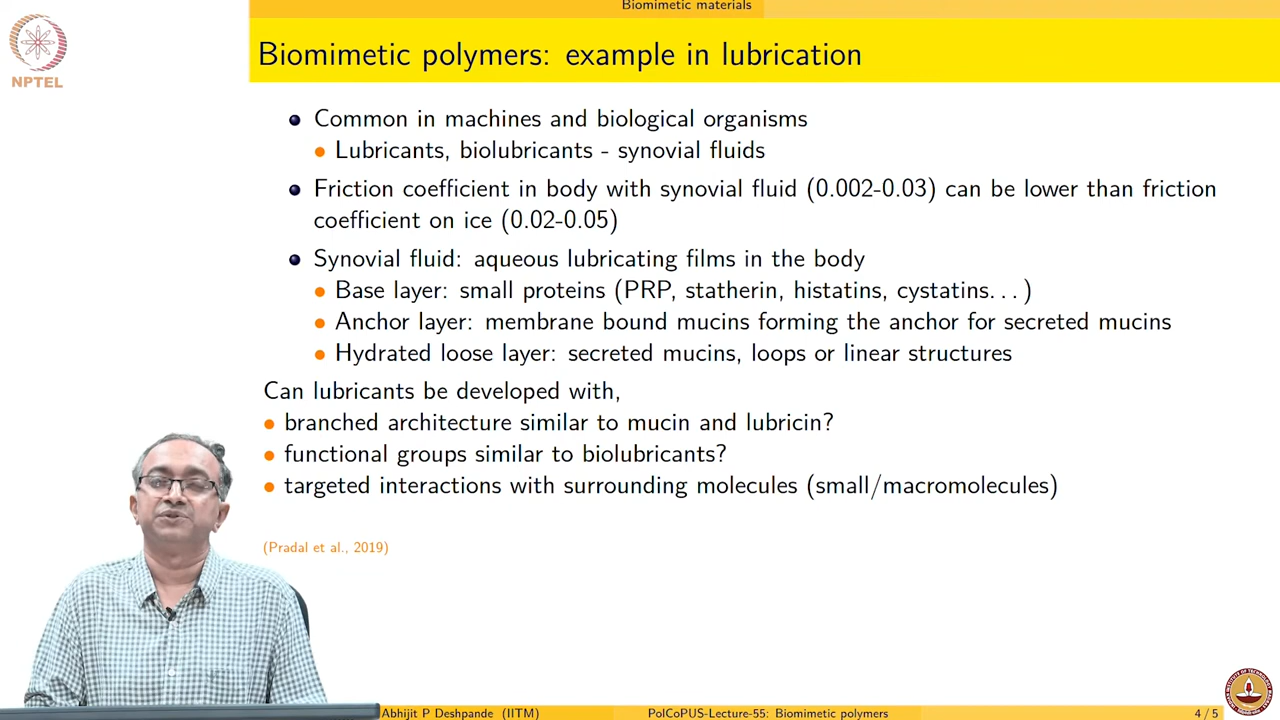 Biomimetic materials
NPTEL
Biomimetic polymers: example in lubrication
Common in machines and biological organisms
Lubricants, biolubricants - synovial fluids
Friction coefficient in body with synovial fluid (0.002-0.03) can be lower than friction
coefficient on ice (0.02-0.05)
Synovial fluid: aqueous lubricating films in the body
Base layer: small proteins (PRP, statherin, histatins, cystatins...)
Anchor layer: membrane bound mucins forming the anchor for secreted mucins
Hydrated loose layer: secreted mucins, loops or linear structures
Can lubricants be developed with,
branched architecture similar to mucin and lubricin?
functional groups similar to biolubricants?
targeted interactions with surrounding molecules (small/macromolecules)
(Pradal et al., 2019)
Abhijit P Deshpande (IITM) PolCoPUS-Lecture-55: Biomimetic polymers 4 / 5